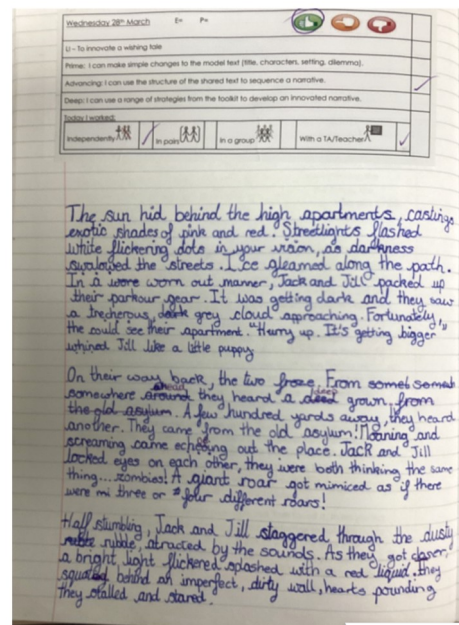 Wednesday 28th March E= P=
U – To innovate a wishing tale
Prime: I can make simple changes to the model text (title, characters, setting, dilemma).
Advancing: I can use the structure of the shared text to sequence a narrative.
Deep: I can use a range of strategies from the toolkit to develop an innovated narrative.
Today I worked:
Independently In pairs In a group With a TA/Teacher
The sun hid behind the high apartments, castings
exotic shades of pink and red. Streetlights flashed
white flickering dots in your vision, as darkness
swalowed the streets. Ice gleamed along the path.
In a wore worn out manner, Jack and Jill packed up
their parkour gear. It was getting dark and they saw
a trecherous, dark grey cloud approaching. Fortunately,
the could see their apartment "Hurry up. It's getting bigger"
whined Jill like a little puppy
On their way back, the two froze. From somet someb
ahead deep
somewhere around they heard a deed grown, from
the old asylum. A few hundred yards away, they heard
another. They came from the old asylum! Moaning and
of
screaming came echoing out the place. Jack and Jill
locked eyes on each other, they were both thinking the same
thing... zombies! A giant roar got mimiced as if there
were mi three or four different roars!
Half stumbling, Jack and Jill staggered through the dusty
rubble, atracted by the sounds. As they got closer,
a bright light flickered splashed with a red liquid. they
squated behind an imperfect, dirty wall, hearts pounding
they stalled and stared.